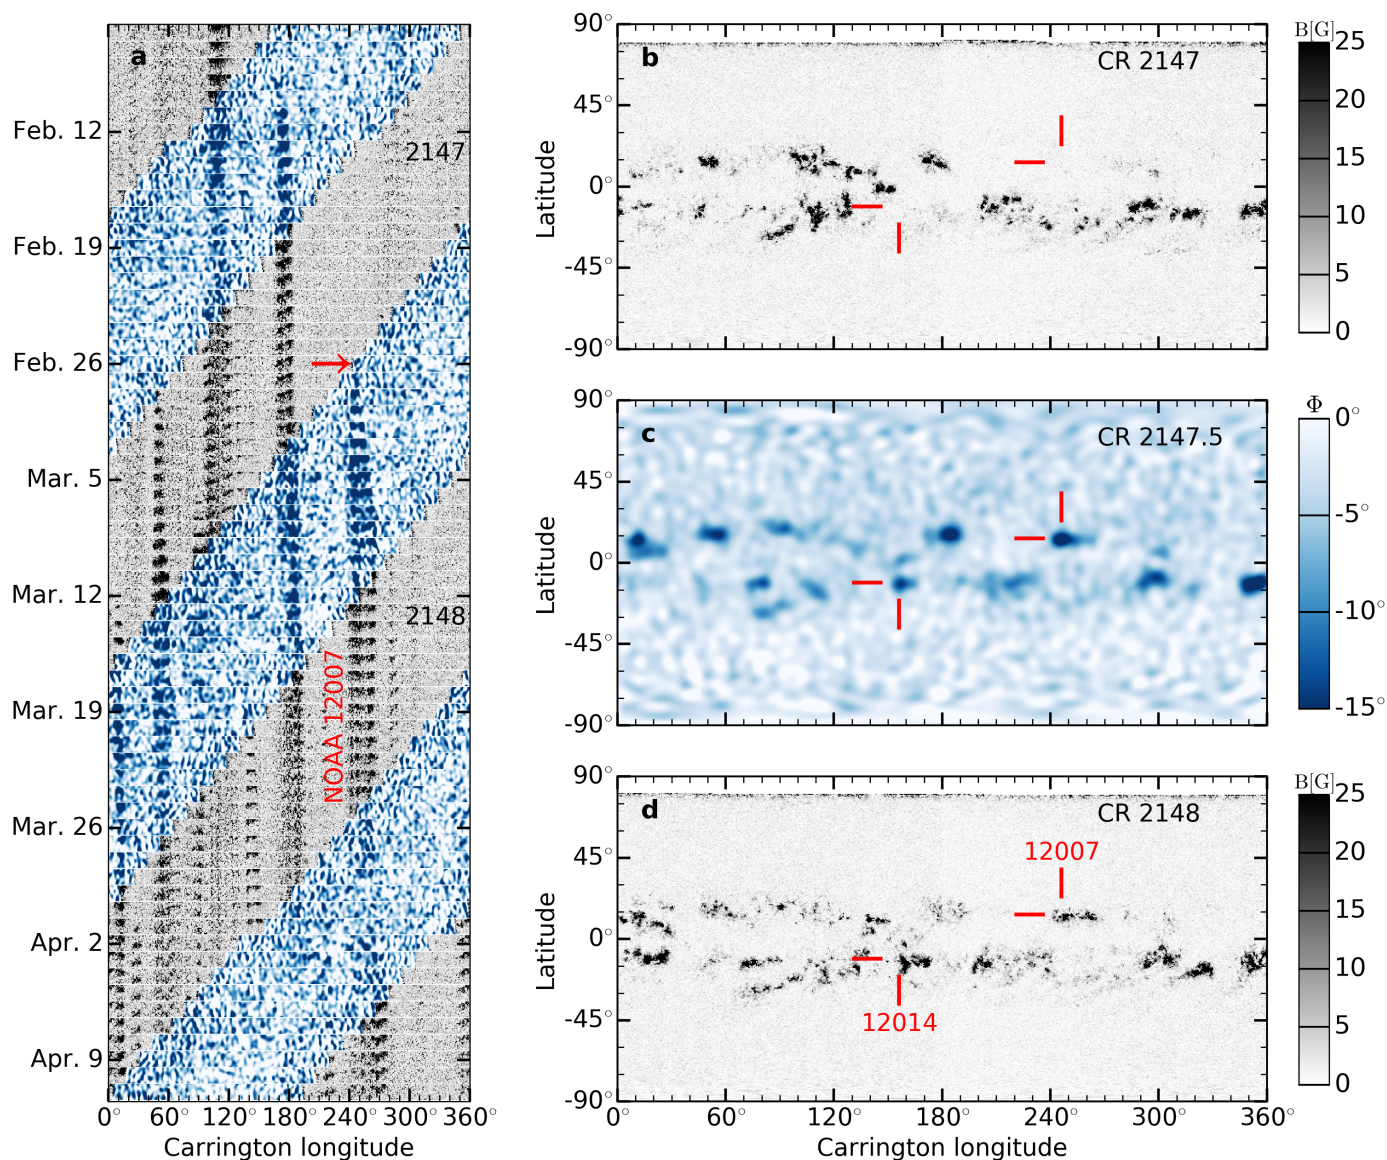 a
2147
2148
NOAA 12007
Feb. 12
Feb. 19
Feb. 26
Mar. 5
Mar. 12
Mar. 19
Mar. 26
Apr. 2
Apr. 9
0° 60° 120° 180° 240° 300° 360°
Carrington longitude
b
CR 2147
90°
45°
0°
-45°
-90°
Latitude
B[G]
25
20
15
10
5
0
c
CR 2147.5
90°
45°
0°
-45°
-90°
Latitude
Φ
0°
-5°
-10°
-15°
d
CR 2148
12007
12014
90°
45°
0°
-45°
-90°
Latitude
B[G]
25
20
15
10
5
0
0° 60° 120° 180° 240° 300° 360°
Carrington longitude